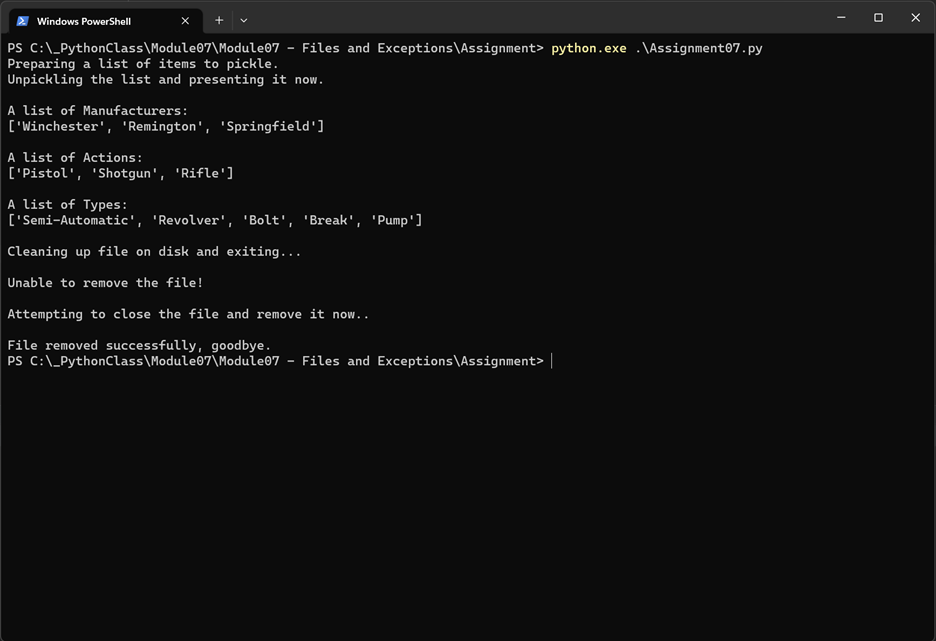 Windows PowerShell
PS C:\_PythonClass\Module07\Module07 - Files and Exceptions\Assignment> python.exe .\Assignment07.py
Preparing a list of items to pickle.
Unpickling the list and presenting it now.
A list of Manufacturers:
['Winchester', 'Remington', 'Springfield']
A list of Actions:
['Pistol', 'Shotgun', 'Rifle']
A list of Types:
['Semi-Automatic', 'Revolver', 'Bolt', 'Break', 'Pump']
Cleaning up file on disk and exiting...
Unable to remove the file!
Attempting to close the file and remove it now..
File removed successfully, goodbye.
PS C:\_PythonClass\Module07\Module07 - Files and Exceptions\Assignment>